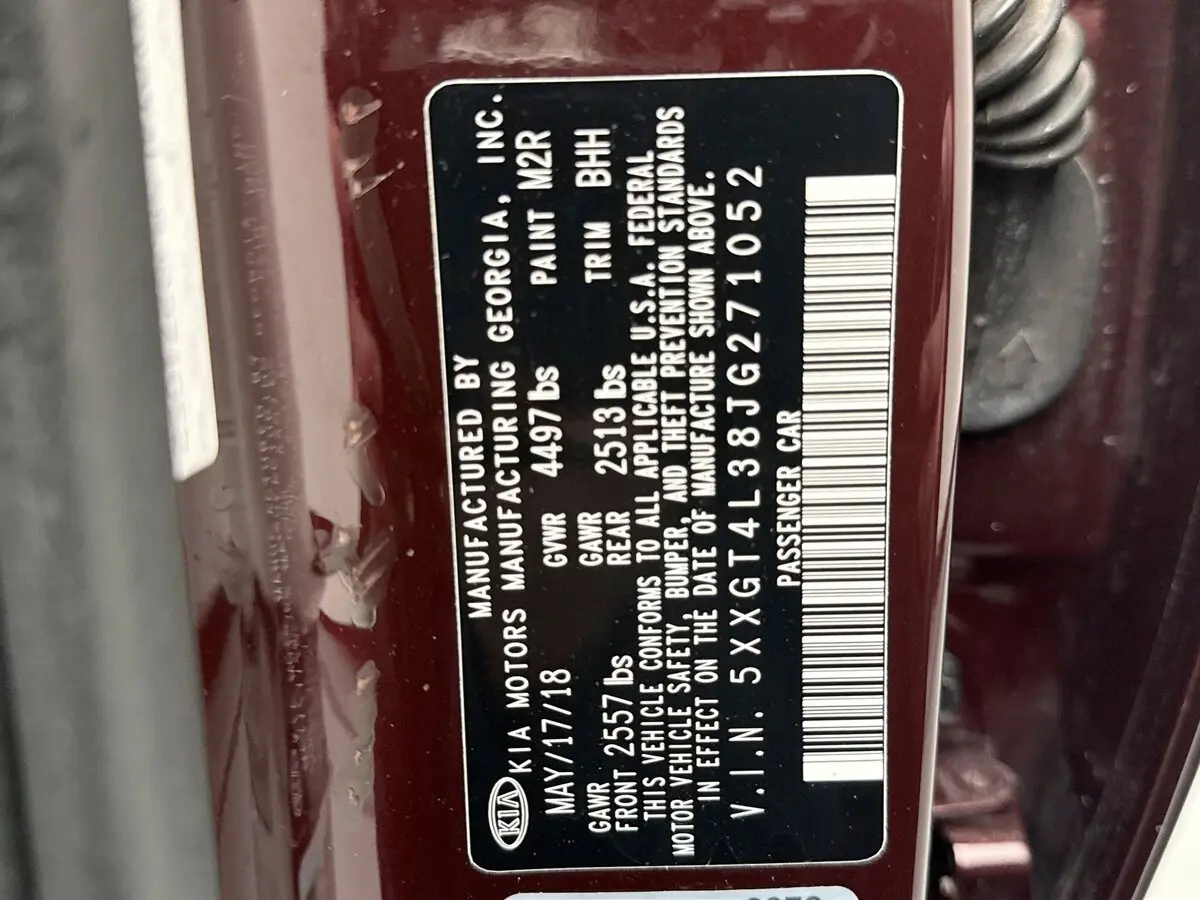 KIA
MANUFACTURED BY
KIA MOTORS MANUFACTURING GEORGIA, INC.
MAY/17/18 GVWR 4497 lbs PAINT M2R
GAWR FRONT 2557 lbs GAWR REAR 2513 lbs TRIM BHH
THIS VEHICLE CONFORMS TO ALL APPLICABLE U.S.A. FEDERAL
MOTOR VEHICLE SAFETY, BUMPER, AND THEFT PREVENTION STANDARDS
IN EFFECT ON THE DATE OF MANUFACTURE SHOWN ABOVE.
V.I.N. 5XXGT4L38JG271052
PASSENGER CAR